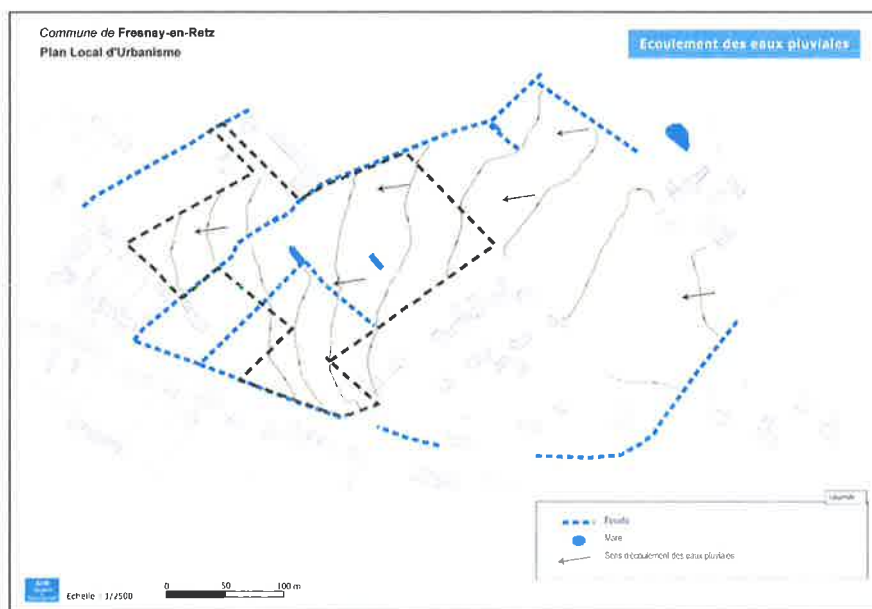 Commune de Fresnay-en-Retz
Plan Local d'Urbanisme
Ecoulement des eaux pluviales
Légende
Fossés
Mare
Sens d'écoulement des eaux pluviales
Echelle : 1/2500
0 50 100 m